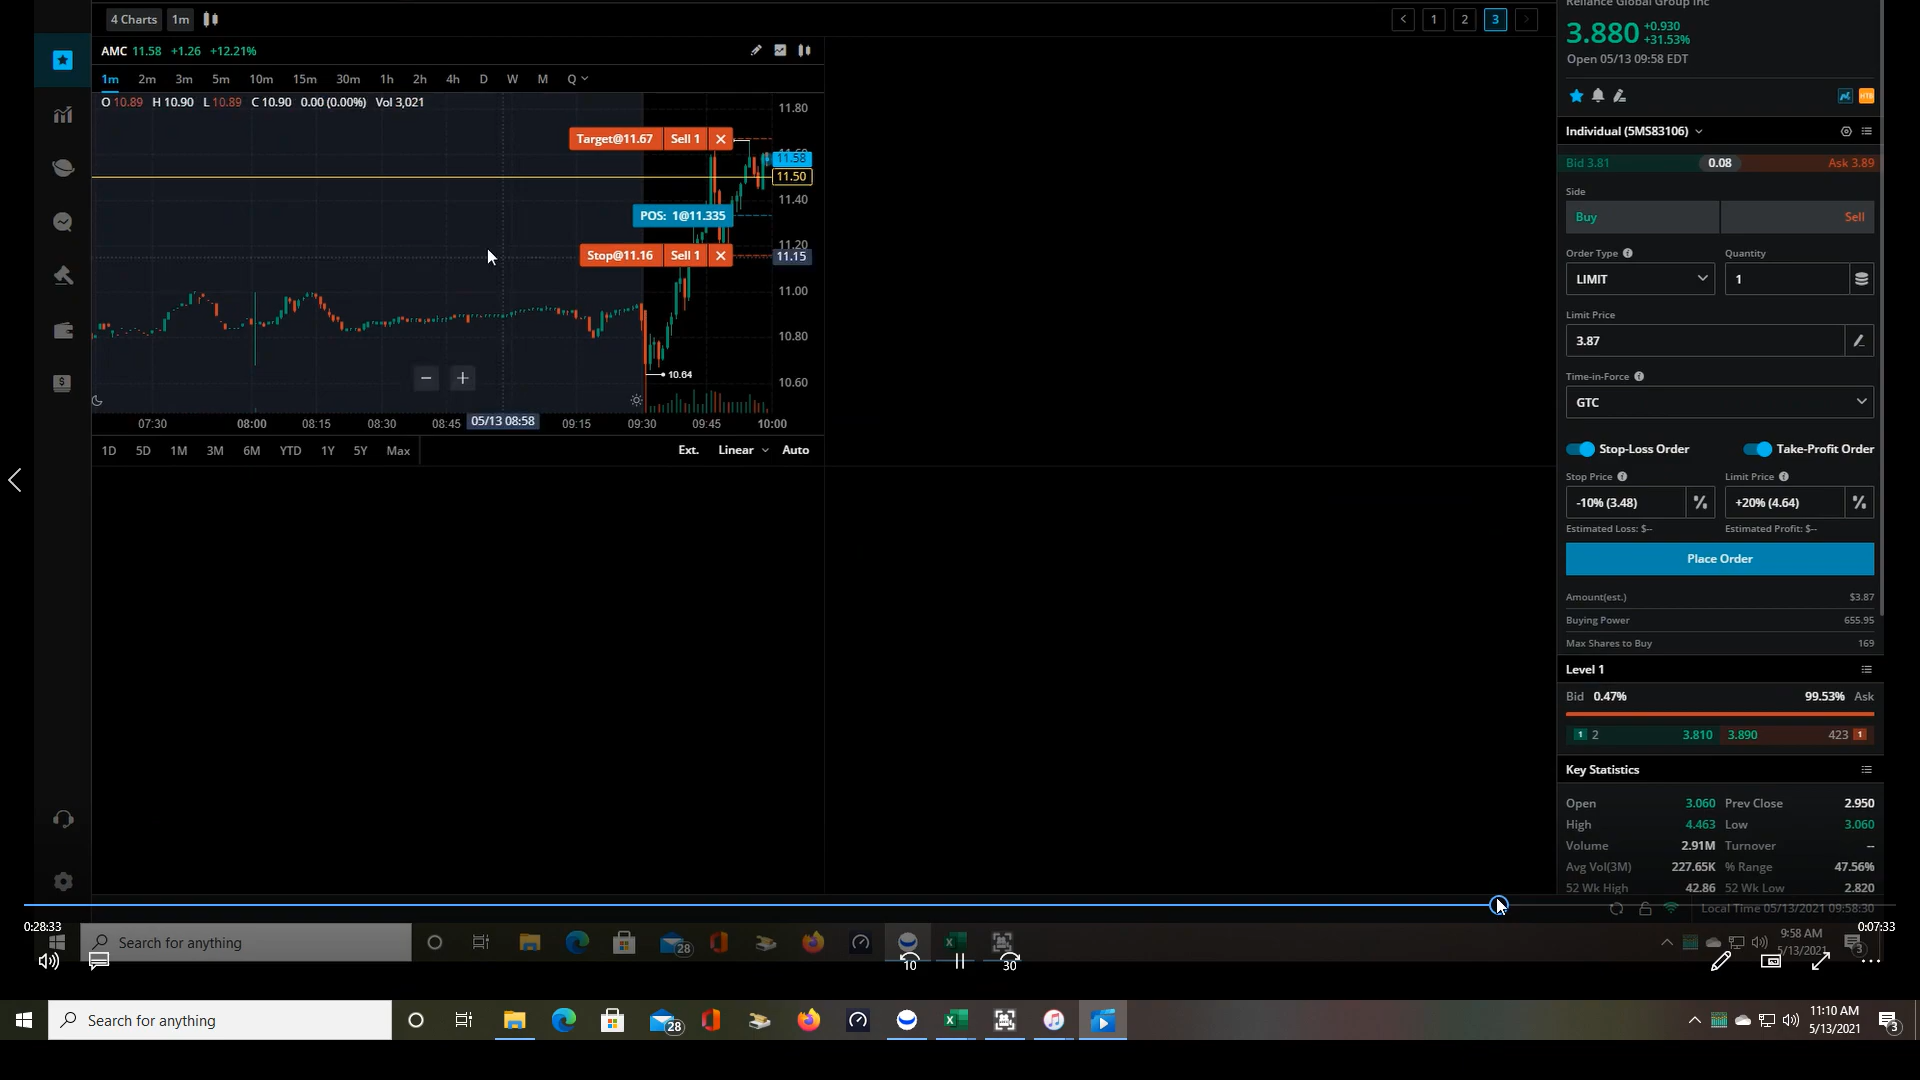 4 Charts 1m
< 1 2 3 >
AMC 11.58 +1.26 +12.21%
1m 2m 3m 5m 10m 15m 30m 1h 2h 4h D W M Q
O 10.89 H 10.90 L 10.89 C 10.90 0.00 (0.00%) Vol 3,021
11.80
Target@11.67 Sell 1 ✕
11.58
11.50
11.40
POS: 1@11.335
11.20
Stop@11.16 Sell 1 ✕
11.15
11.00
10.80
10.64
10.60
− +
07:30 08:00 08:15 08:30 08:45 05/13 08:58 09:15 09:30 09:45 10:00
1D 5D 1M 3M 6M YTD 1Y 5Y Max
Ext. Linear Auto
Reliance Global Group Inc
3.880 +0.930
+31.53%
Open 05/13 09:58 EDT
Individual (5MS83106)
Bid 3.81 0.08 Ask 3.89
Side
Buy Sell
Order Type Quantity
LIMIT 1
Limit Price
3.87
Time-in-Force
GTC
Stop-Loss Order Take-Profit Order
Stop Price Limit Price
-10% (3.48) % +20% (4.64) %
Estimated Loss: $-- Estimated Profit: $--
Place Order
Amount(est.) $3.87
Buying Power 655.95
Max Shares to Buy 169
Level 1
Bid 0.47% 99.53% Ask
1 2 3.810 3.890 423 1
Key Statistics
Open 3.060 Prev Close 2.950
High 4.463 Low 3.060
Volume 2.91M Turnover --
Avg Vol(3M) 227.65K % Range 47.56%
52 Wk High 42.86 52 Wk Low 2.820
Local Time 05/13/2021 09:58:30
0:28:33 0:07:33
Search for anything 28 9:58 AM
5/13/2021 3
10 30
Search for anything 28 11:10 AM
5/13/2021 3